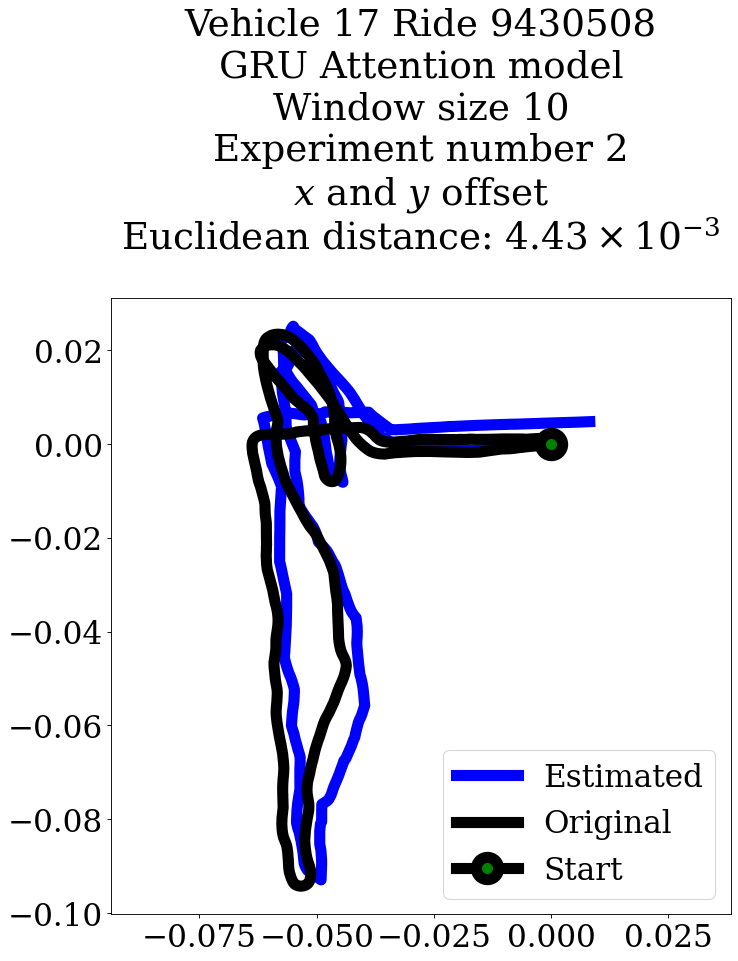 Vehicle 17 Ride 9430508
GRU Attention model
Window size 10
Experiment number 2
x and y offset
Euclidean distance: 4.43 × 10⁻³
0.02
0.00
−0.02
−0.04
−0.06
−0.08
−0.10
Estimated
Original
Start
−0.075 −0.050 −0.025 0.000 0.025